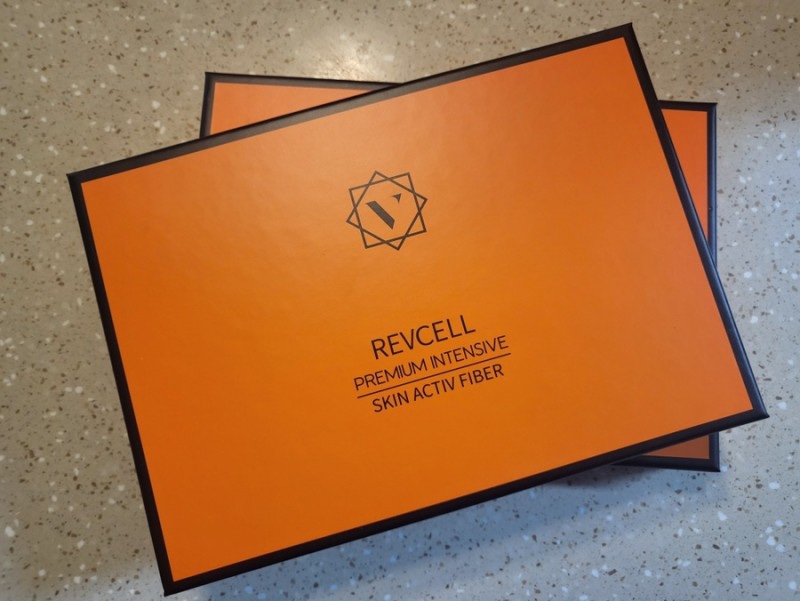 REVCELL
PREMIUM INTENSIVE
SKIN ACTIV FIBER